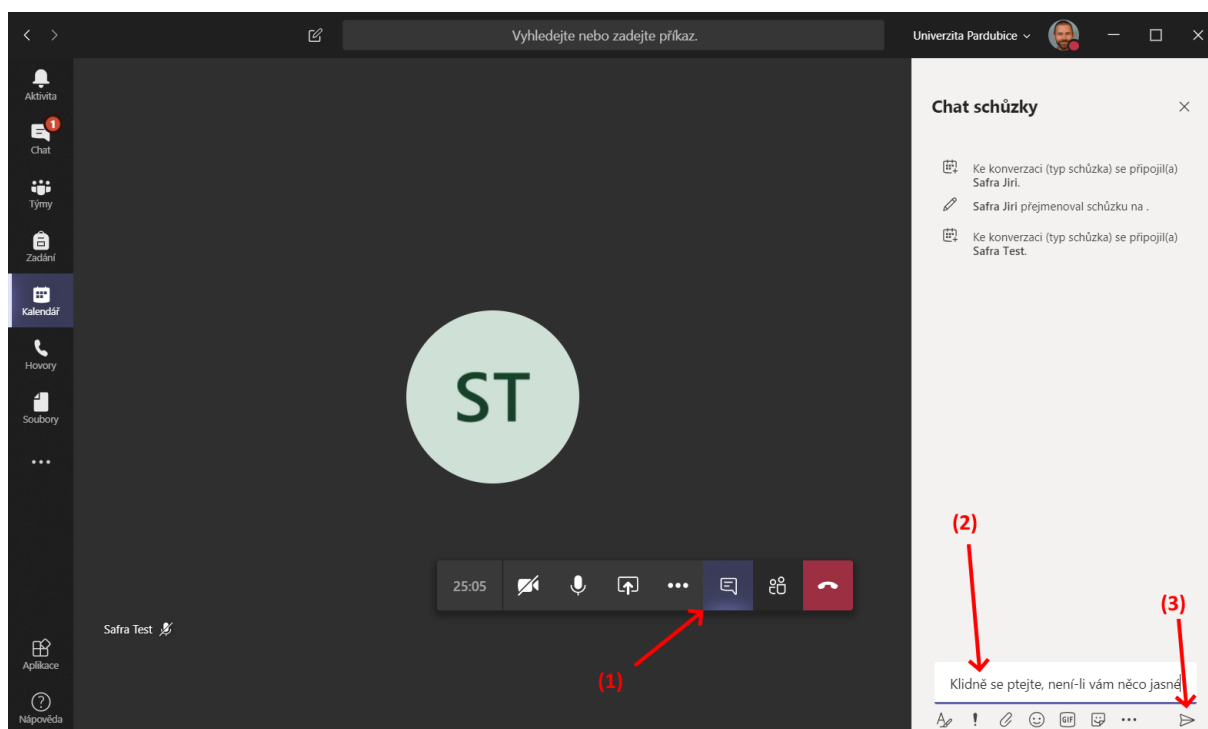 Vyhledejte nebo zadejte příkaz.
Univerzita Pardubice
Aktivita
1
Chat
Týmy
Zadání
Kalendář
Hovory
Soubory
Aplikace
Nápověda
ST
25:05
Safra Test
(1)
Chat schůzky
Ke konverzaci (typ schůzka) se připojil(a)
Safra Jiri.
Safra Jiri přejmenoval schůzku na .
Ke konverzaci (typ schůzka) se připojil(a)
Safra Test.
(2)
(3)
Klidně se ptejte, není-li vám něco jasné
GIF